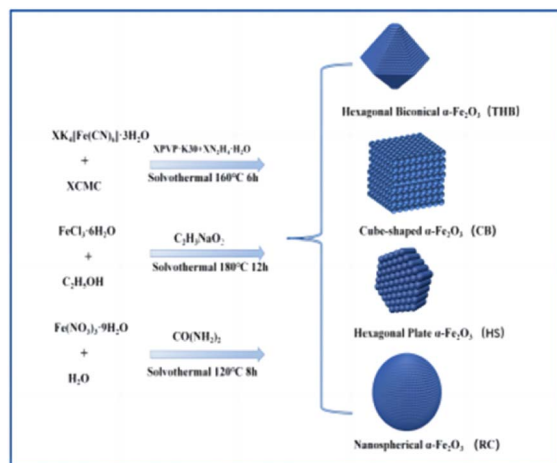 XK₄[Fe(CN)₆]·3H₂O
+
XCMC
XPVP-K30+XN₂H₄·H₂O
Solvothermal 160°C 6h
FeCl₃·6H₂O
+
C₂H₅OH
C₂H₃NaO₂
Solvothermal 180°C 12h
Fe(NO₃)₃·9H₂O
+
H₂O
CO(NH₂)₂
Solvothermal 120°C 8h
Hexagonal Biconical α-Fe₂O₃ (THB)
Cube-shaped α-Fe₂O₃ (CB)
Hexagonal Plate α-Fe₂O₃ (HS)
Nanospherical α-Fe₂O₃ (RC)